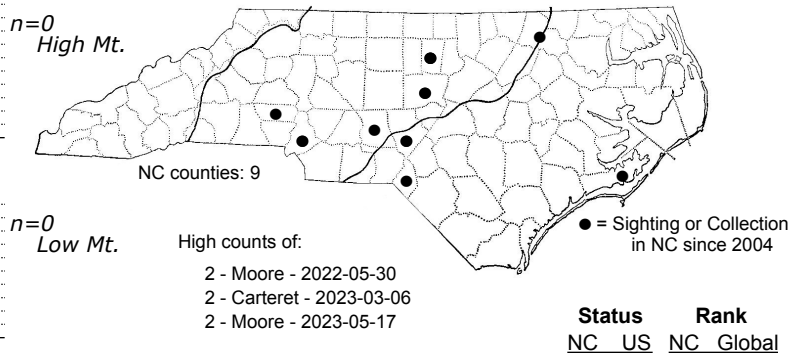 n=0
High Mt.
NC counties: 9
n=0
Low Mt.
High counts of:
2 - Moore - 2022-05-30
2 - Carteret - 2023-03-06
2 - Moore - 2023-05-17
● = Sighting or Collection
in NC since 2004
Status Rank
NC US NC Global